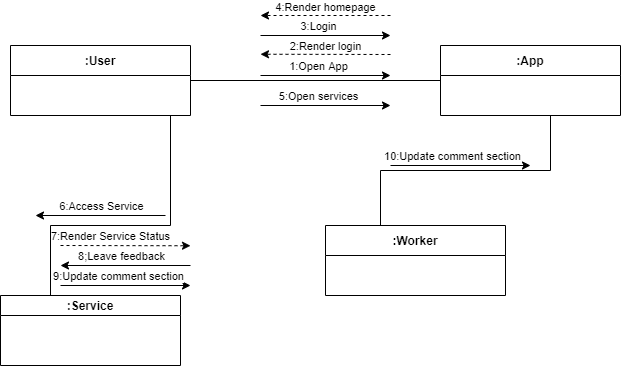 4:Render homepage
3:Login
2:Render login
1:Open App
:User
:App
5:Open services
10:Update comment section
6:Access Service
7:Render Service Status
8;Leave feedback
9:Update comment section
:Worker
:Service